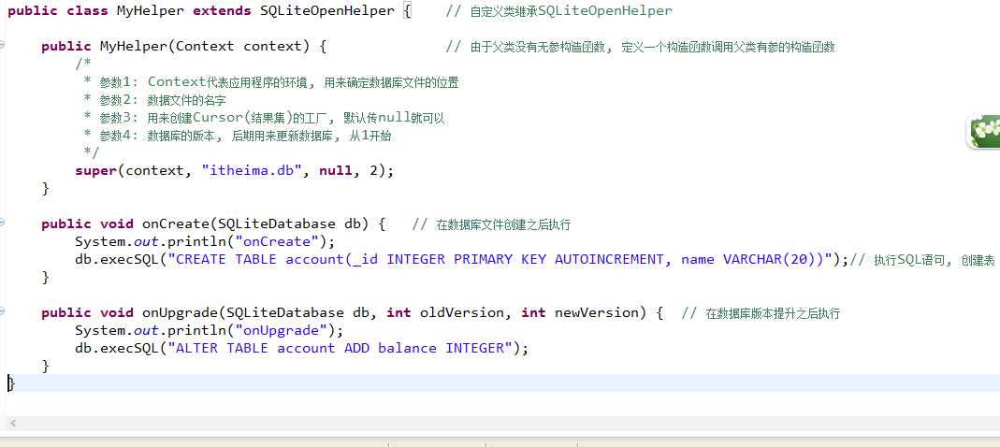 public class MyHelper extends SQLiteOpenHelper {    // 自定义类继承SQLiteOpenHelper
    public MyHelper(Context context) {              // 由于父类没有无参构造函数, 定义一个构造函数调用父类有参的构造函数
        /*
         * 参数1: Context代表应用程序的环境, 用来确定数据库文件的位置
         * 参数2: 数据文件的名字
         * 参数3: 用来创建Cursor(结果集)的工厂, 默认传null就可以
         * 参数4: 数据库的版本, 后期用来更新数据库, 从1开始
         */
        super(context, "itheima.db", null, 2);
    }
    public void onCreate(SQLiteDatabase db) {   // 在数据库文件创建之后执行
        System.out.println("onCreate");
        db.execSQL("CREATE TABLE account(_id INTEGER PRIMARY KEY AUTOINCREMENT, name VARCHAR(20))");// 执行SQL语句, 创建表
    }
    public void onUpgrade(SQLiteDatabase db, int oldVersion, int newVersion) {  // 在数据库版本提升之后执行
        System.out.println("onUpgrade");
        db.execSQL("ALTER TABLE account ADD balance INTEGER");
    }
}